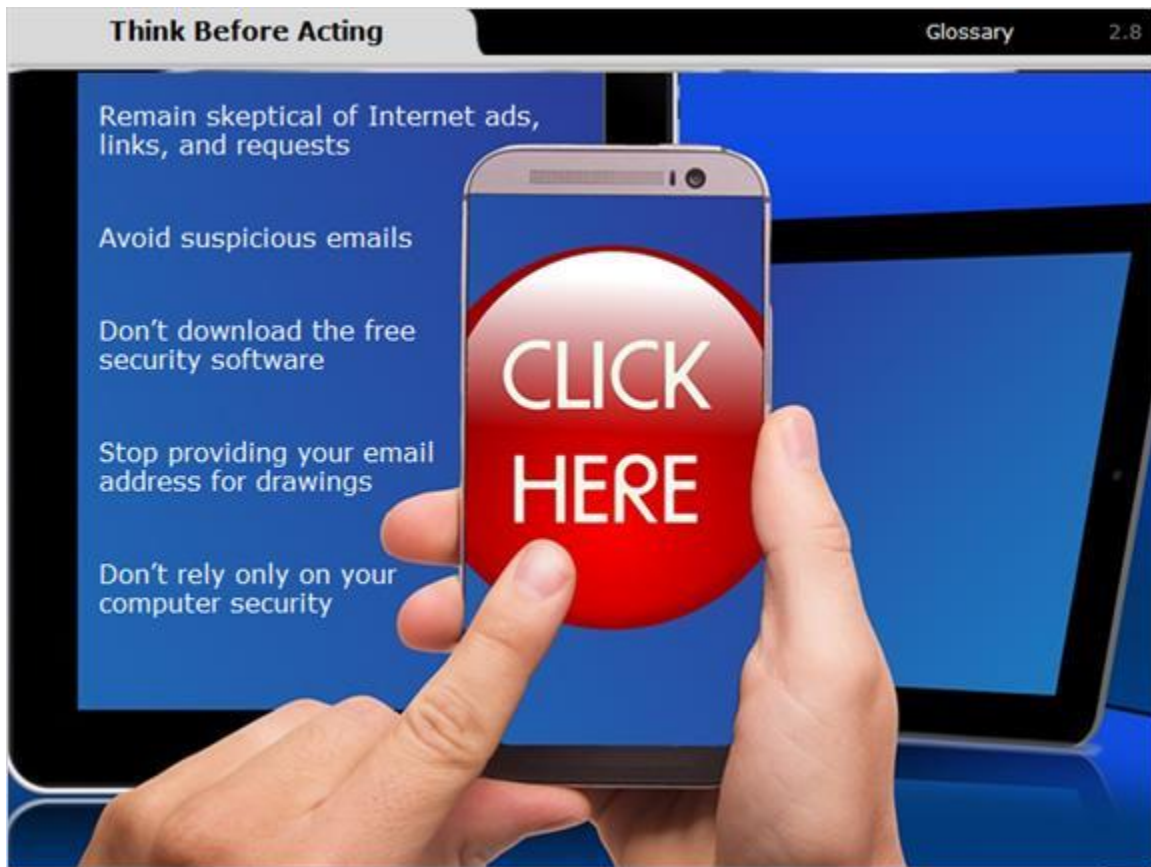 Think Before Acting
Glossary
2.8
Remain skeptical of Internet ads,
links, and requests
Avoid suspicious emails
Don’t download the free
security software
Stop providing your email
address for drawings
Don’t rely only on your
computer security
CLICK
HERE